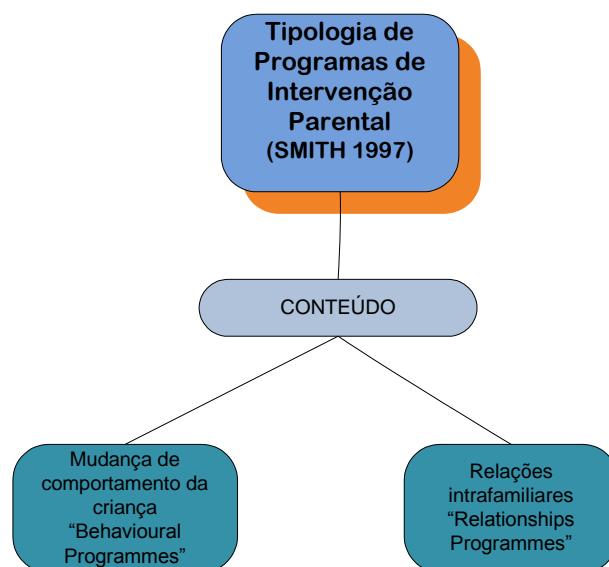 Tipologia de
Programas de
Intervenção
Parental
(SMITH 1997)
CONTEÚDO
Mudança de
comportamento da
criança
“Behavioural
Programmes”
Relações
intrafamiliares
“Relationships
Programmes”